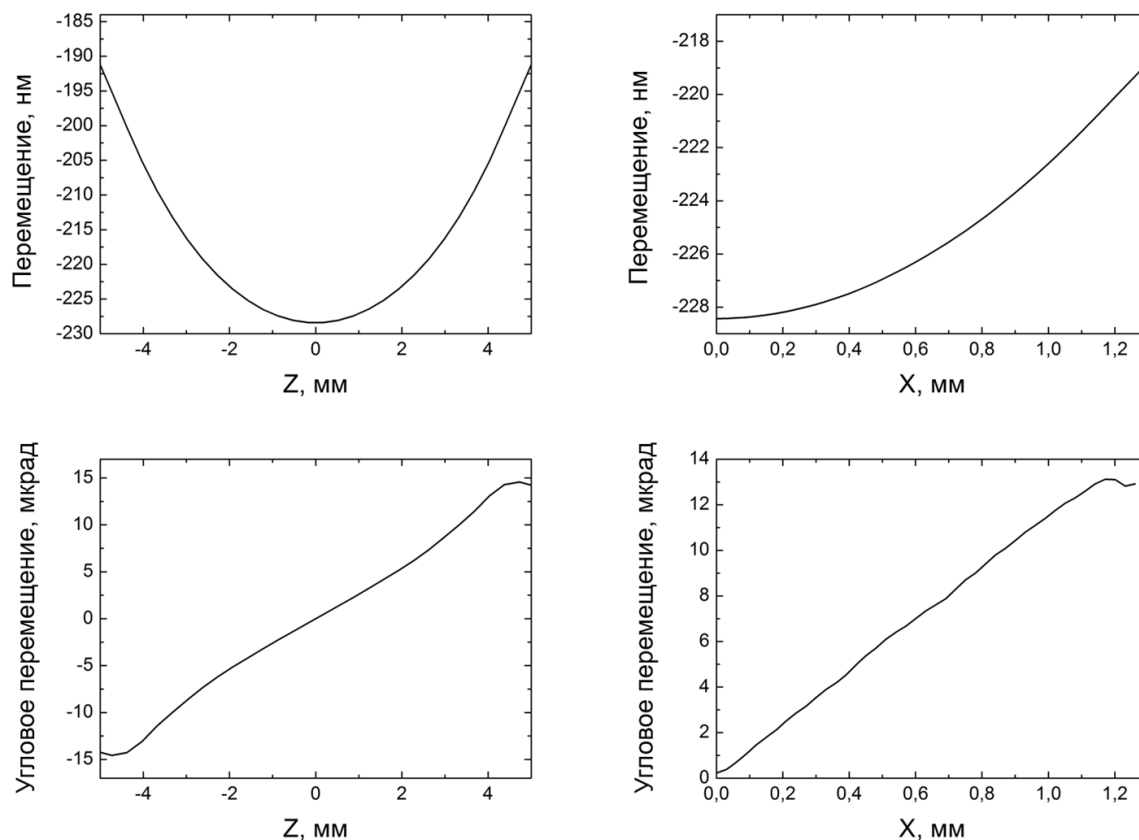 Перемещение, нм
-185
-190
-195
-200
-205
-210
-215
-220
-225
-230
-4 -2 0 2 4
Z, мм
Перемещение, нм
-218
-220
-222
-224
-226
-228
0,0 0,2 0,4 0,6 0,8 1,0 1,2
X, мм
Угловое перемещение, мкрад
15
10
5
0
-5
-10
-15
-4 -2 0 2 4
Z, мм
Угловое перемещение, мкрад
14
12
10
8
6
4
2
0
0,0 0,2 0,4 0,6 0,8 1,0 1,2
X, мм